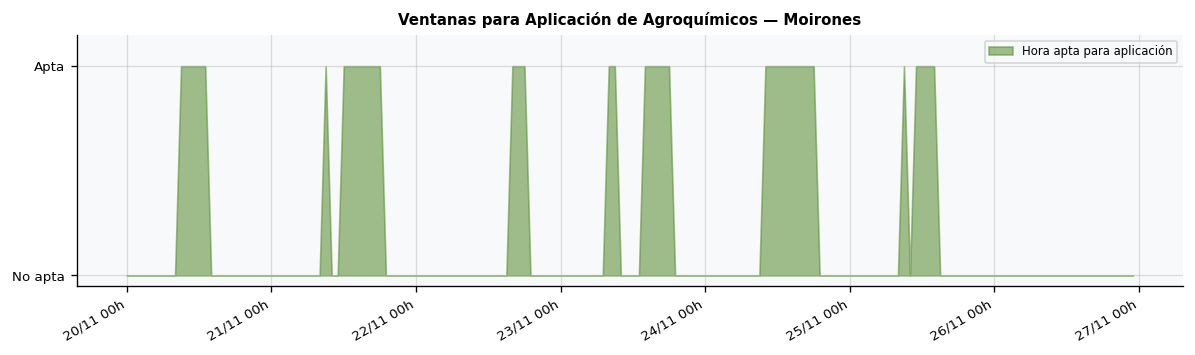 Ventanas para Aplicación de Agroquímicos — Moirones
Apta
No apta
Hora apta para aplicación
20/11 00h
21/11 00h
22/11 00h
23/11 00h
24/11 00h
25/11 00h
26/11 00h
27/11 00h